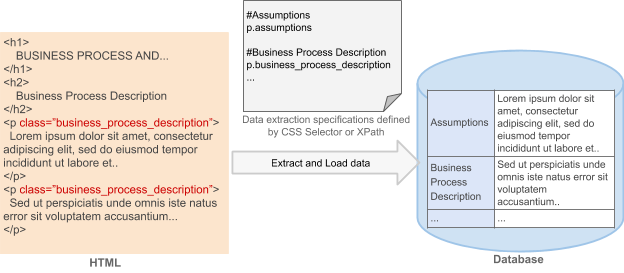 <h1>
BUSINESS PROCESS AND...
</h1>
<h2>
Business Process Description
</h2>
<p class="business_process_description">
Lorem ipsum dolor sit amet, consectetur
adipiscing elit, sed do eiusmod tempor
incididunt ut labore et..
</p>
<p class="business_process_description">
Sed ut perspiciatis unde omnis iste natus
error sit voluptatem accusantium...
</p>
HTML
#Assumptions
p.assumptions
#Business Process Description
p.business_process_description
...
Data extraction specifications defined
by CSS Selector or XPath
Extract and Load data
Assumptions
Lorem ipsum dolor sit
amet, consectetur
adipiscing elit, sed do
eiusmod tempor
incididunt ut labore et..
Business
Process
Description
Sed ut perspiciatis unde
omnis iste natus error sit
voluptatem
accusantium..
...
...
Database